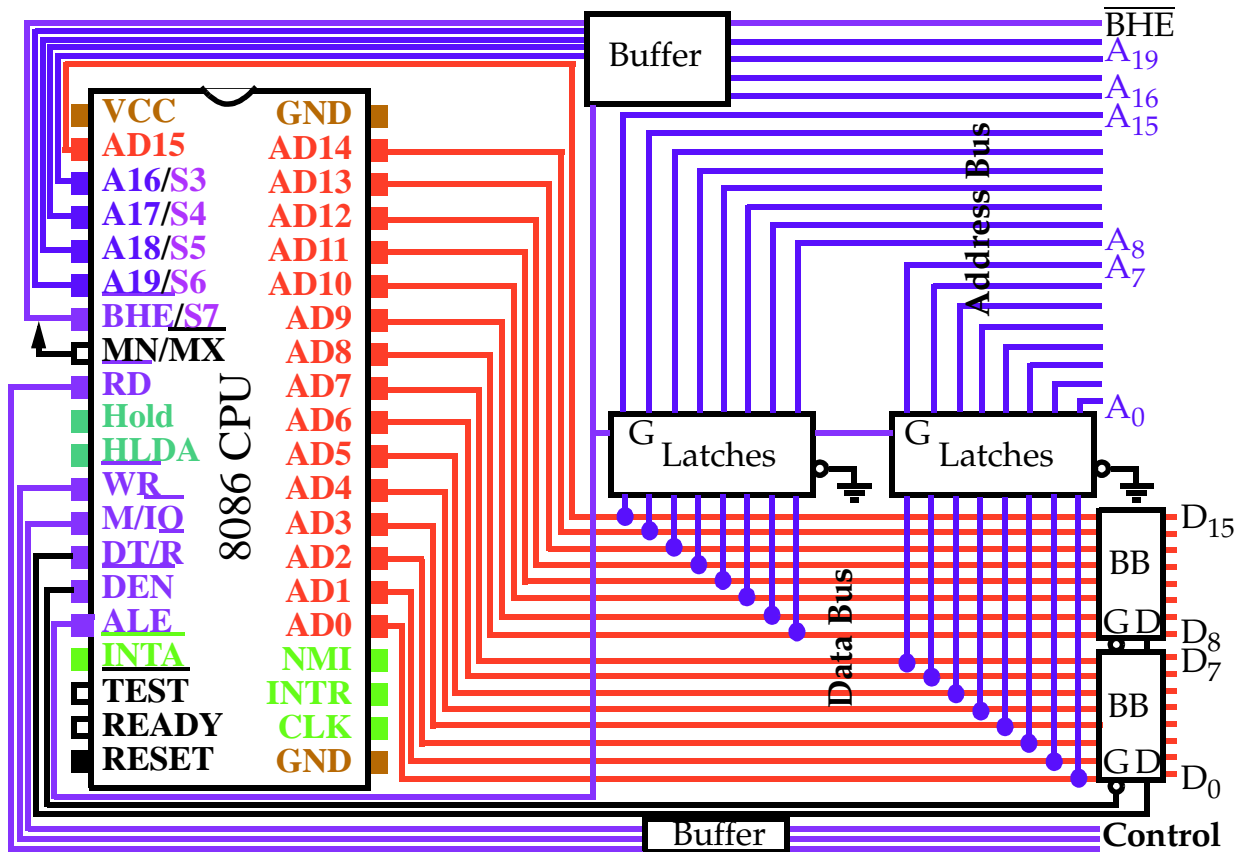 Buffer
BHE
A19
A16
A15
A8
A7
A0
Address Bus
VCC
AD15
A16/S3
A17/S4
A18/S5
A19/S6
BHE/S7
MN/MX
RD
Hold
HLDA
WR
M/IO
DT/R
DEN
ALE
INTA
TEST
READY
RESET
8086 CPU
GND
AD14
AD13
AD12
AD11
AD10
AD9
AD8
AD7
AD6
AD5
AD4
AD3
AD2
AD1
AD0
NMI
INTR
CLK
GND
G
Latches
G
Latches
Data Bus
BB
G D
BB
G D
D15
D8
D7
D0
Buffer
Control